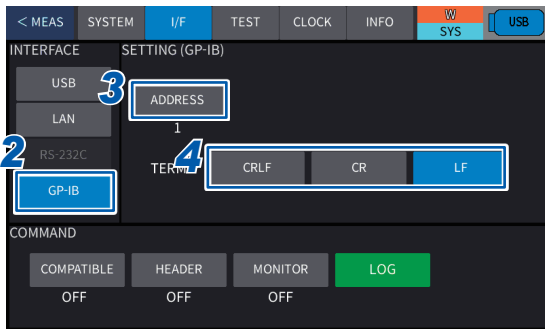 < MEAS SYSTEM I/F TEST CLOCK INFO W SYS USB
INTERFACE SETTING (GP-IB)
USB
3 ADDRESS
LAN
1
2 RS-232C
4
CRLF CR LF
GP-IB
COMMAND
COMPATIBLE HEADER MONITOR LOG
OFF OFF OFF